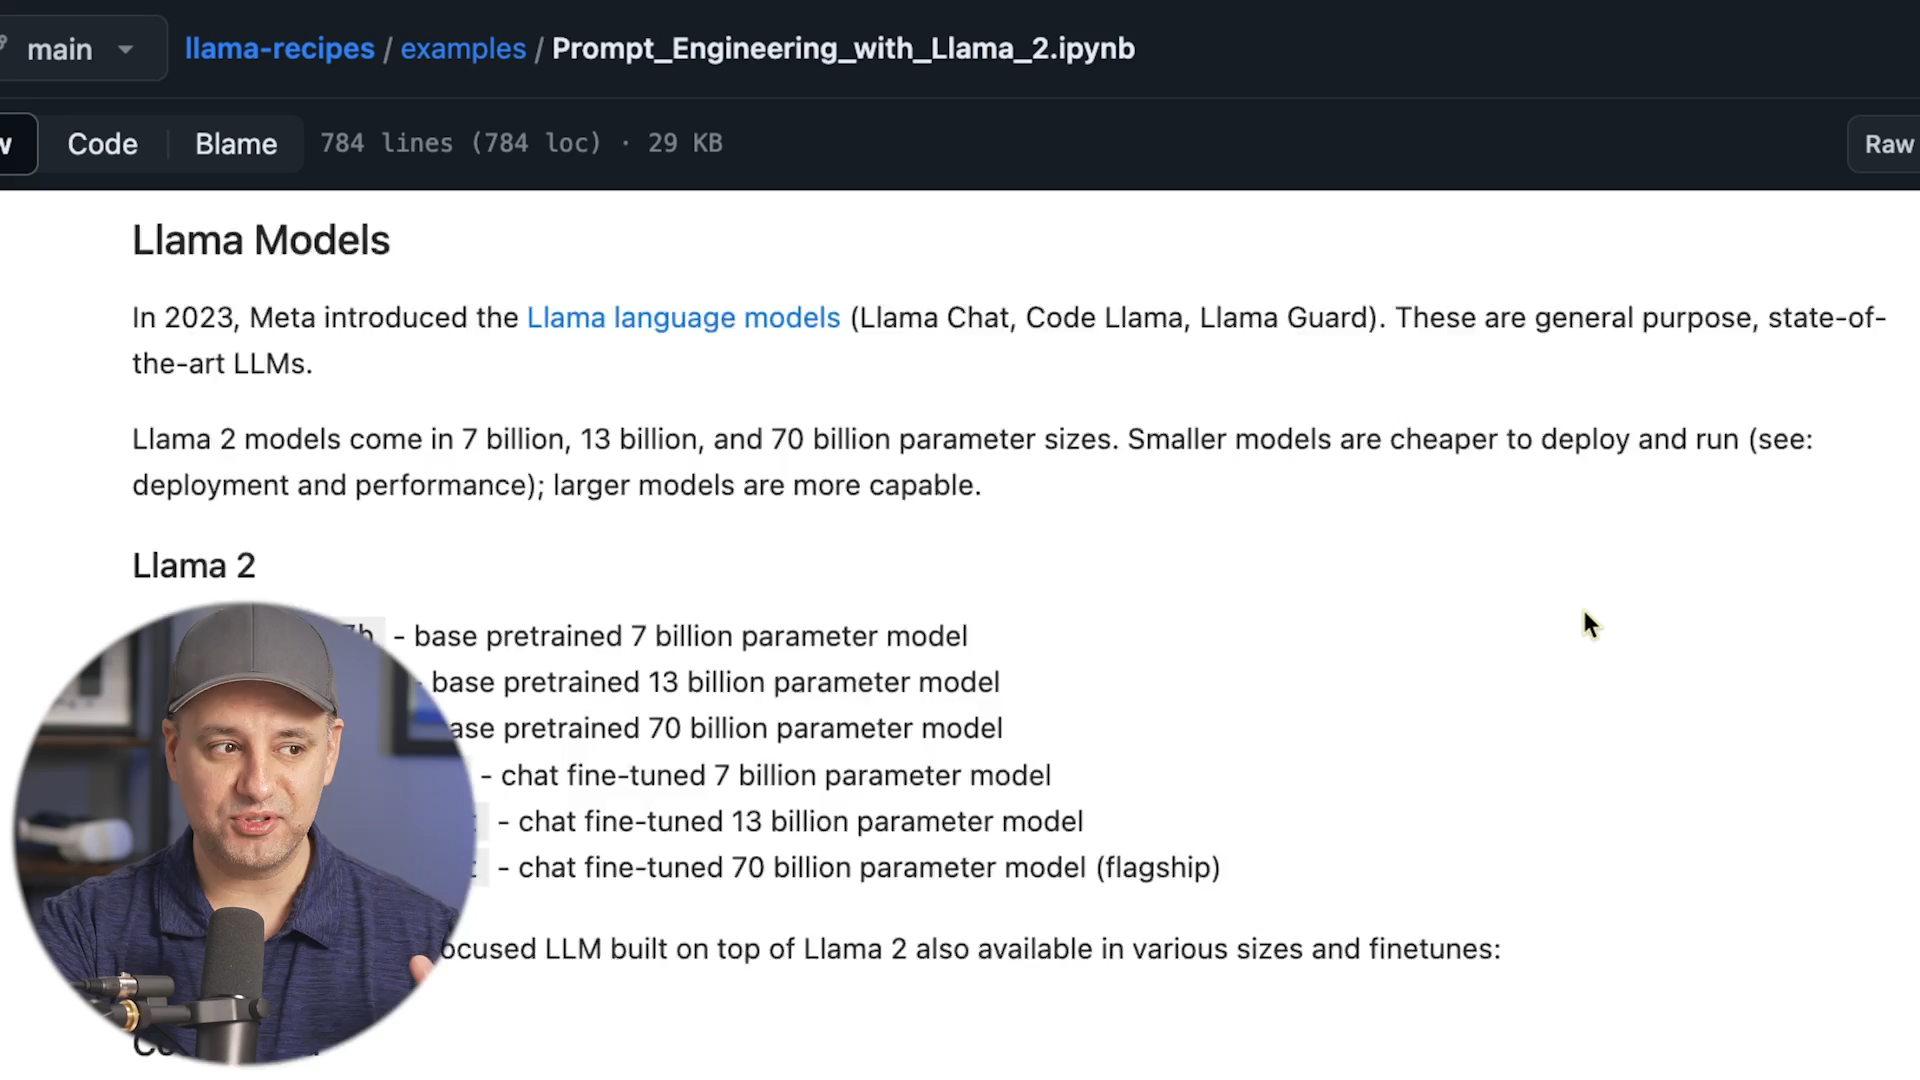 main
llama-recipes / examples / Prompt_Engineering_with_Llama_2.ipynb
Code Blame 784 lines (784 loc) · 29 KB Raw
Llama Models
In 2023, Meta introduced the Llama language models (Llama Chat, Code Llama, Llama Guard). These are general purpose, state-of-
the-art LLMs.
Llama 2 models come in 7 billion, 13 billion, and 70 billion parameter sizes. Smaller models are cheaper to deploy and run (see:
deployment and performance); larger models are more capable.
Llama 2
- base pretrained 7 billion parameter model
- base pretrained 13 billion parameter model
pretrained 70 billion parameter model
- chat fine-tuned 7 billion parameter model
- chat fine-tuned 13 billion parameter model
- chat fine-tuned 70 billion parameter model (flagship)
LLM built on top of Llama 2 also available in various sizes and finetunes: